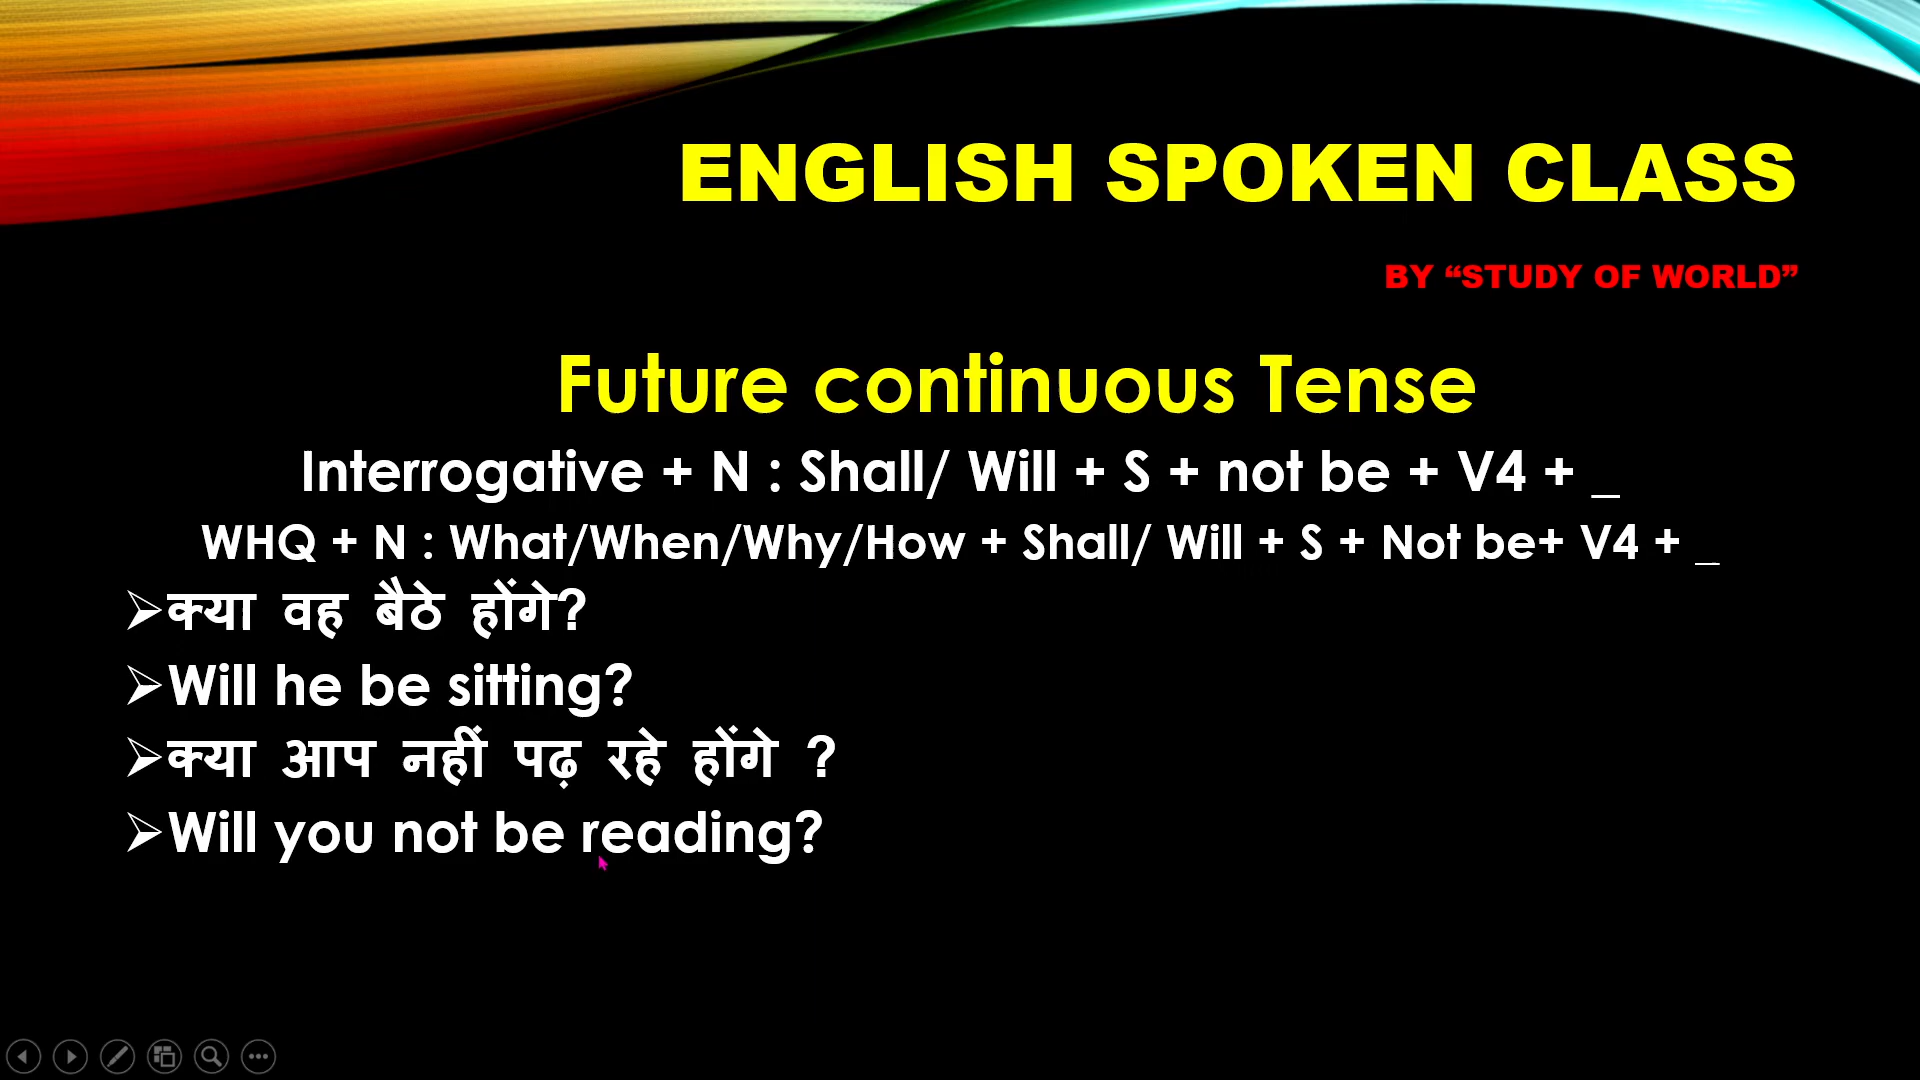 ENGLISH SPOKEN CLASS
BY “STUDY OF WORLD”
Future continuous Tense
Interrogative + N : Shall/ Will + S + not be + V4 + _
WHQ + N : What/When/Why/How + Shall/ Will + S + Not be+ V4 + _
➢क्या वह बैठे होंगे?
➢Will he be sitting?
➢क्या आप नहीं पढ़ रहे होंगे ?
➢Will you not be reading?